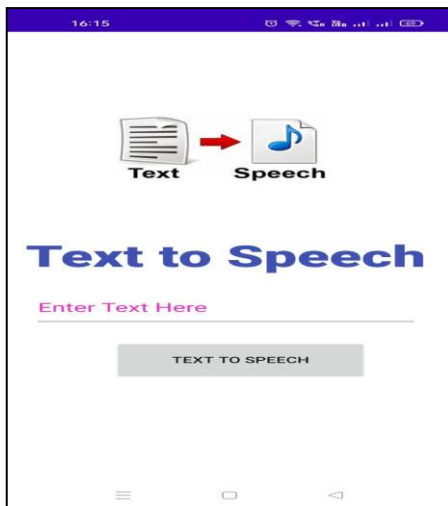 16:15
Text Speech
Text to Speech
Enter Text Here
TEXT TO SPEECH